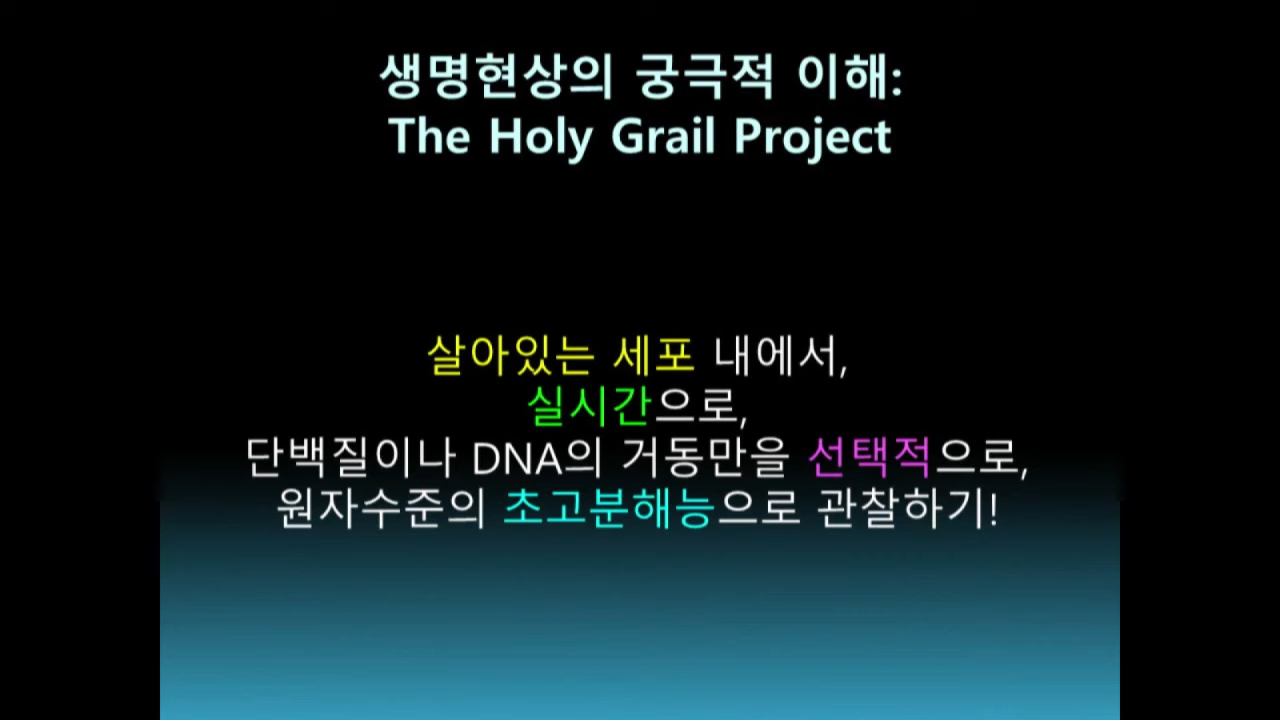 생명현상의 궁극적 이해:
The Holy Grail Project
살아있는 세포 내에서,
실시간으로,
단백질이나 DNA의 거동만을 선택적으로,
원자수준의 초고분해능으로 관찰하기!